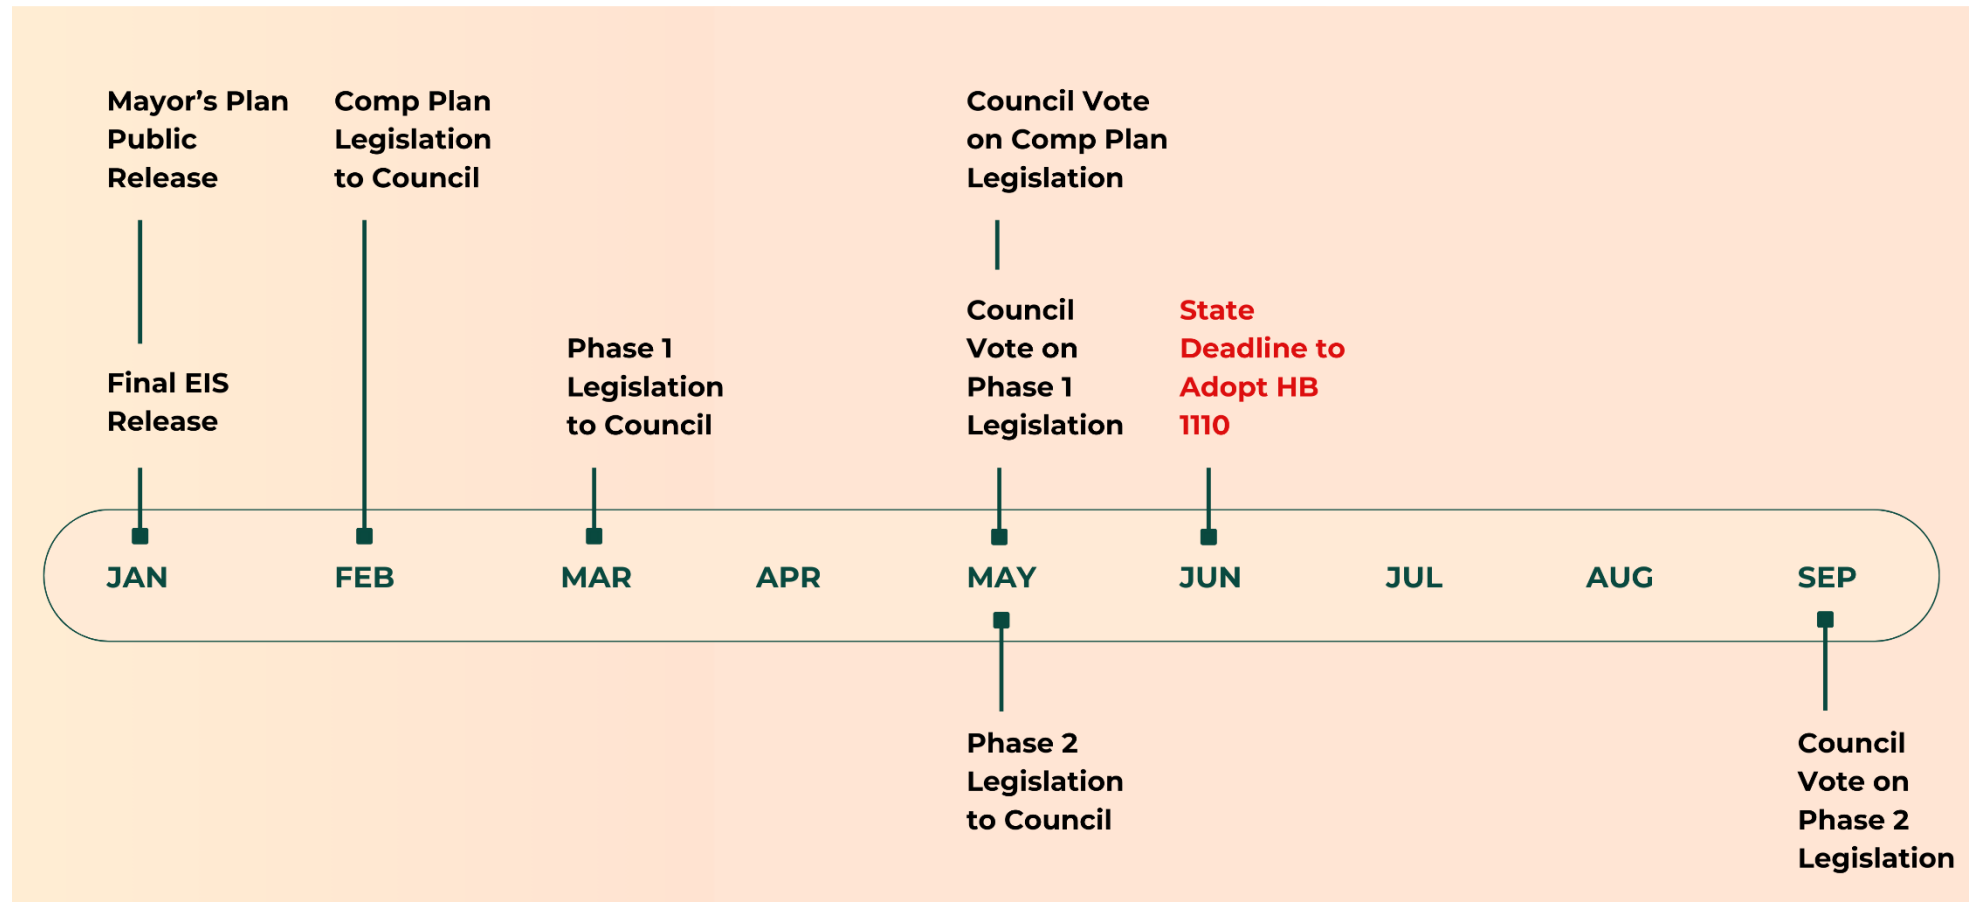 Mayor’s Plan
Public
Release
Comp Plan
Legislation
to Council
Council Vote
on Comp Plan
Legislation
Final EIS
Release
Phase 1
Legislation
to Council
Council
Vote on
Phase 1
Legislation
State
Deadline to
Adopt HB
1110
JAN
FEB
MAR
APR
MAY
JUN
JUL
AUG
SEP
Phase 2
Legislation
to Council
Council
Vote on
Phase 2
Legislation